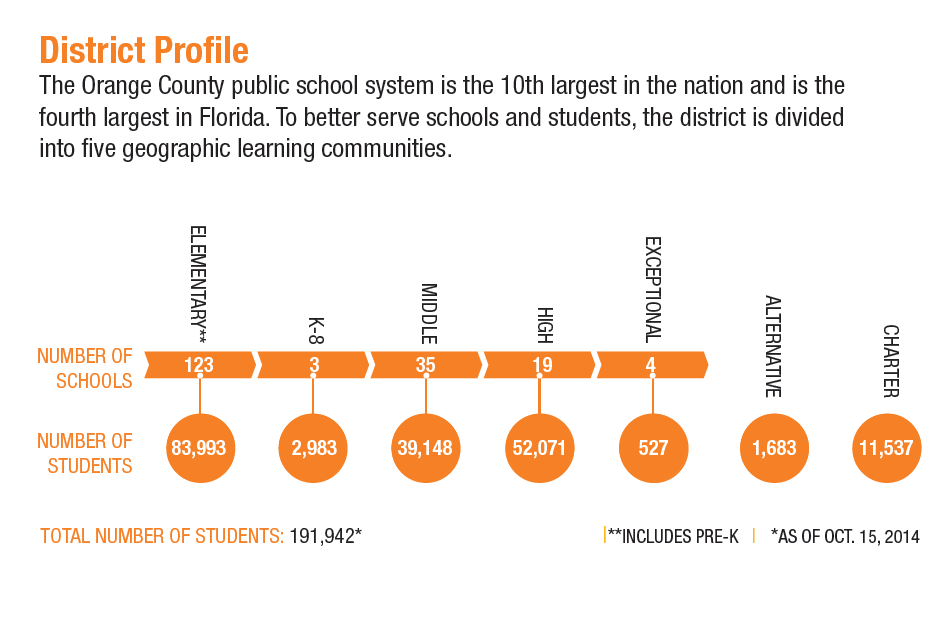 District Profile
The Orange County public school system is the 10th largest in the nation and is the
fourth largest in Florida. To better serve schools and students, the district is divided
into five geographic learning communities.
ELEMENTARY**
K-8
MIDDLE
HIGH
EXCEPTIONAL
ALTERNATIVE
CHARTER
NUMBER OF
SCHOOLS
123 3 35 19 4
NUMBER OF
STUDENTS
83,993 2,983 39,148 52,071 527 1,683 11,537
TOTAL NUMBER OF STUDENTS: 191,942*
**INCLUDES PRE-K | *AS OF OCT. 15, 2014